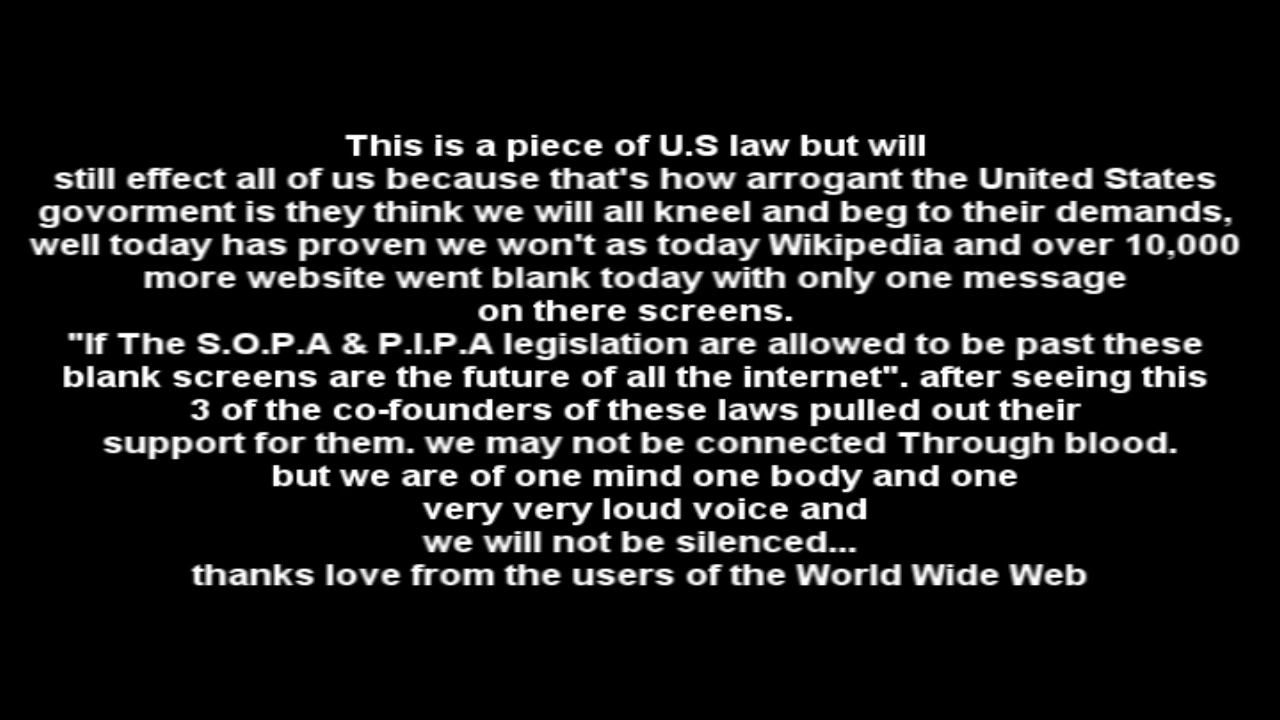 This is a piece of U.S law but will
still effect all of us because that's how arrogant the United States
govorment is they think we will all kneel and beg to their demands,
well today has proven we won't as today Wikipedia and over 10,000
more website went blank today with only one message
on there screens.
"If The S.O.P.A & P.I.P.A legislation are allowed to be past these
blank screens are the future of all the internet". after seeing this
3 of the co-founders of these laws pulled out their
support for them. we may not be connected Through blood.
but we are of one mind one body and one
very very loud voice and
we will not be silenced...
thanks love from the users of the World Wide Web